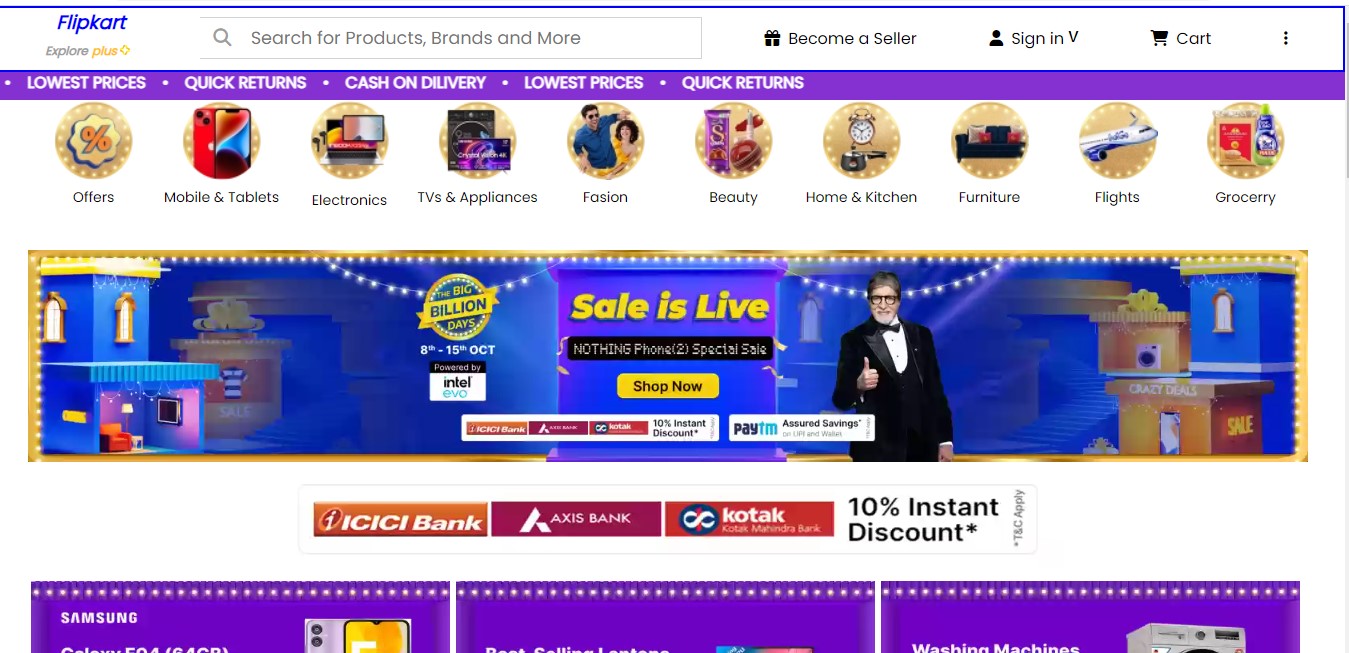 Flipkart
Explore plus
Search for Products, Brands and More
Become a Seller
Sign in V
Cart
• LOWEST PRICES • QUICK RETURNS • CASH ON DILIVERY • LOWEST PRICES • QUICK RETURNS
Offers
Mobile & Tablets
Electronics
TVs & Appliances
Fasion
Beauty
Home & Kitchen
Furniture
Flights
Grocerry
THE BIG
BILLION
DAYS
8th - 15th OCT
Powered by
intel
evo
Sale is Live
NOTHING Phone(2) Special Sale
Shop Now
ICICI Bank
AXIS BANK
kotak
10% Instant
Discount*
paytm
Assured Savings*
on UPI and Wallet
SALE
CRAZY DEALS
SALE
ICICI Bank
AXIS BANK
kotak
Kotak Mahindra Bank
10% Instant
Discount*
*T&C Apply
SAMSUNG
Galaxy F04 (64GB)
Best-Selling Laptops
Washing Machines